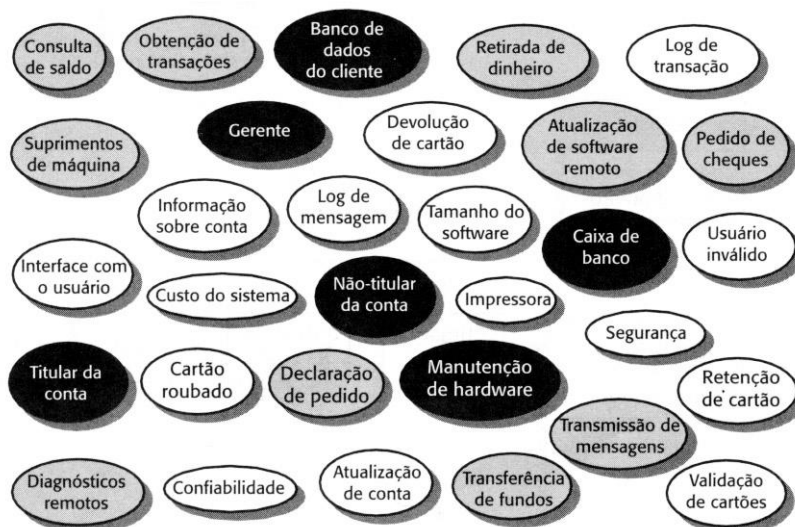 Consulta
de saldo
Obtenção de
transações
Banco de
dados
do cliente
Retirada de
dinheiro
Log de
transação
Suprimentos
de máquina
Gerente
Devolução
de cartão
Atualização
de software
remoto
Pedido de
cheques
Informação
sobre conta
Log de
mensagem
Tamanho do
software
Caixa de
banco
Usuário
inválido
Interface com
o usuário
Custo do sistema
Não-titular
da conta
Impressora
Segurança
Titular da
conta
Cartão
roubado
Declaração
de pedido
Manutenção
de hardware
Retenção
de cartão
Transmissão de
mensagens
Diagnósticos
remotos
Confiabilidade
Atualização
de conta
Transferência
de fundos
Validação
de cartões